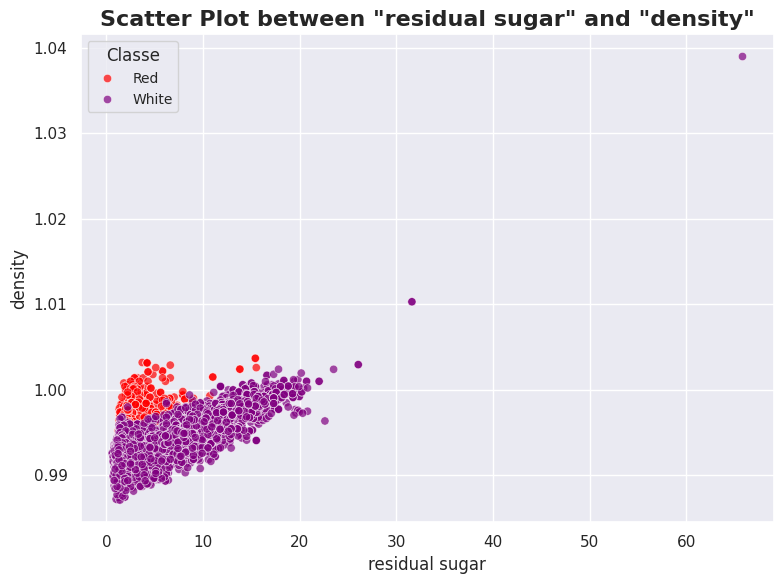 Scatter Plot between "residual sugar" and "density"
Classe
Red
White
density
1.04
1.03
1.02
1.01
1.00
0.99
0 10 20 30 40 50 60
residual sugar